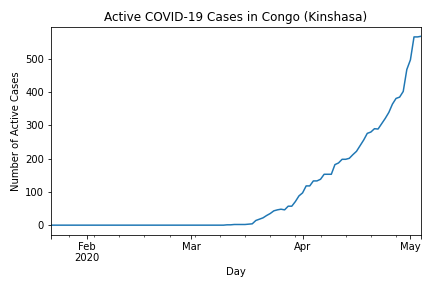 Active COVID-19 Cases in Congo (Kinshasa)
Number of Active Cases
500
400
300
200
100
0
Feb
2020
Mar
Apr
May
Day